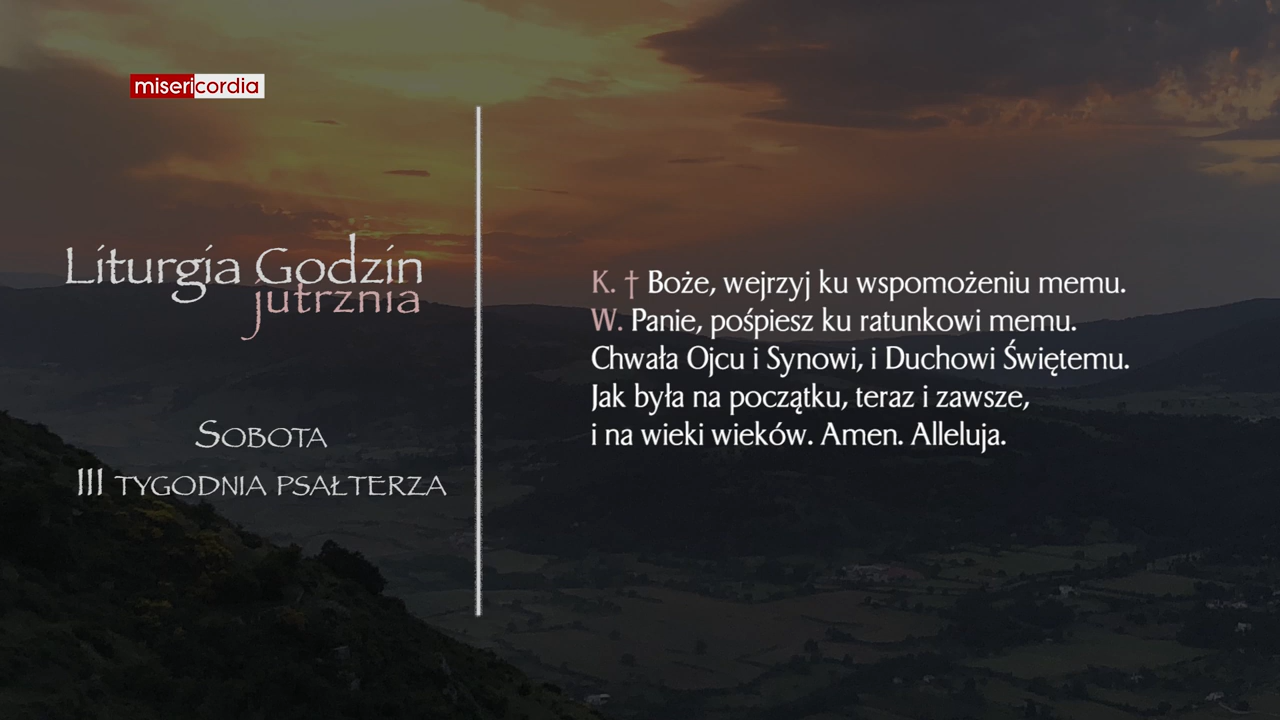 misericordia
Liturgia Godzin
jutrznia
Sobota
III tygodnia psałterza
K. † Boże, wejrzyj ku wspomożeniu memu.
W. Panie, pośpiesz ku ratunkowi memu.
Chwała Ojcu i Synowi, i Duchowi Świętemu.
Jak była na początku, teraz i zawsze,
i na wieki wieków. Amen. Alleluja.